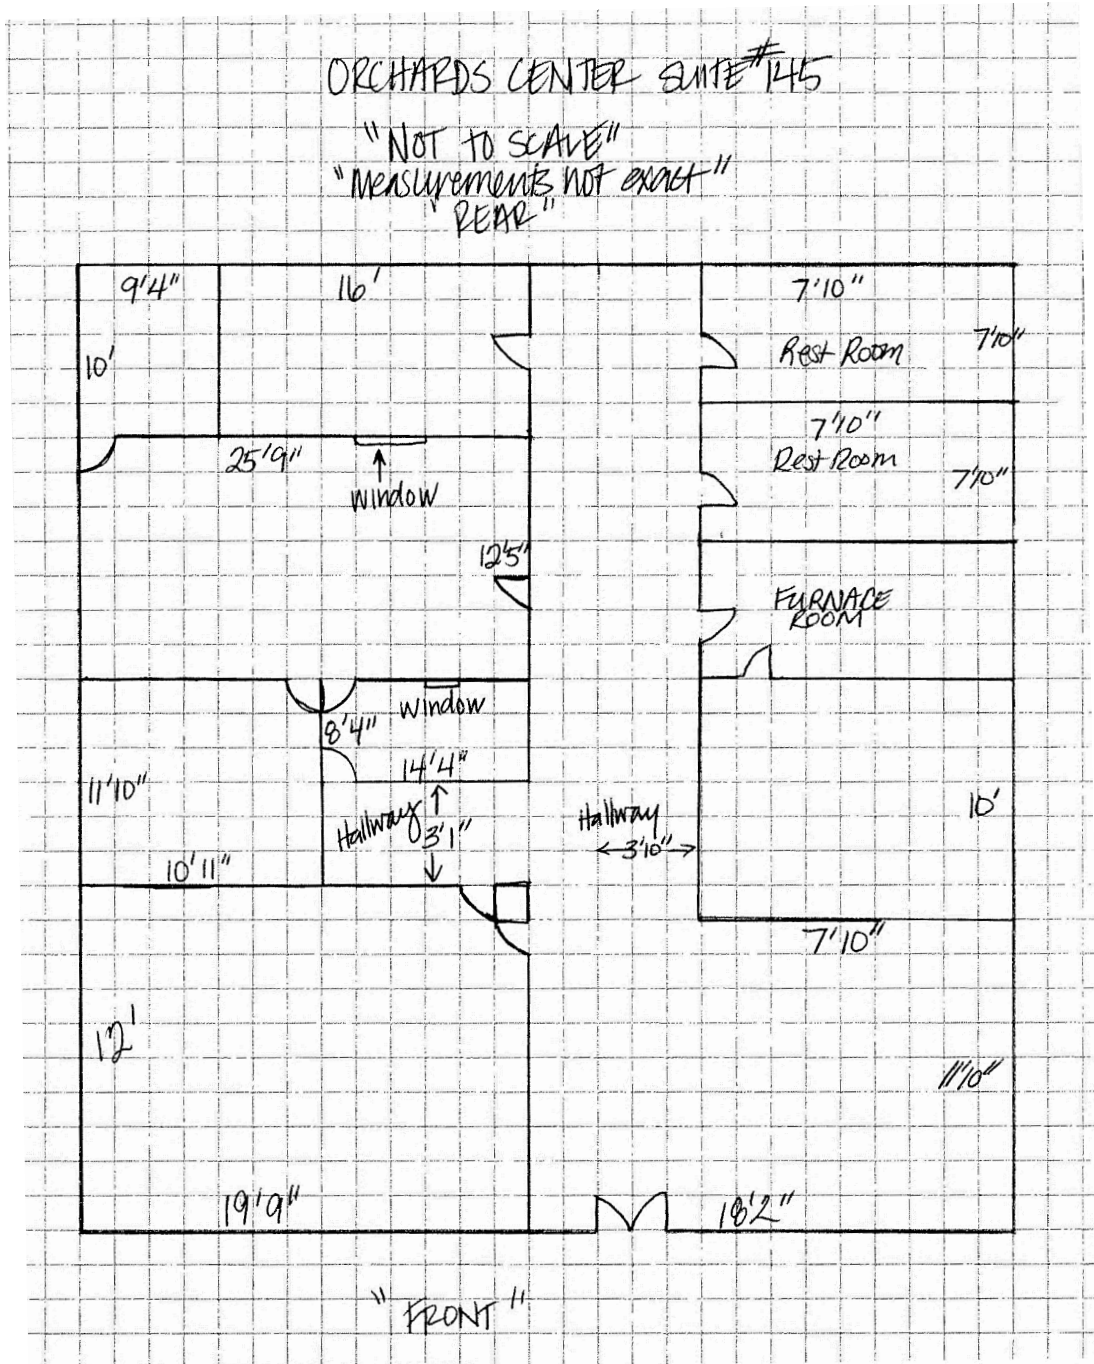 ORCHARDS CENTER SUITE #145
"NOT TO SCALE"
"Measurements not exact"
"REAR"
9'4"
16'
7'10"
10'
Rest Room
7'10"
25'9"
window
7'10"
Rest Room
7'10"
12'5"
FURNACE
ROOM
8'4"
window
14'4"
11'10"
Hallway
3'1"
Hallway
3'10"
10'
10'11"
7'10"
12'
11'10"
19'9"
18'2"
"FRONT"